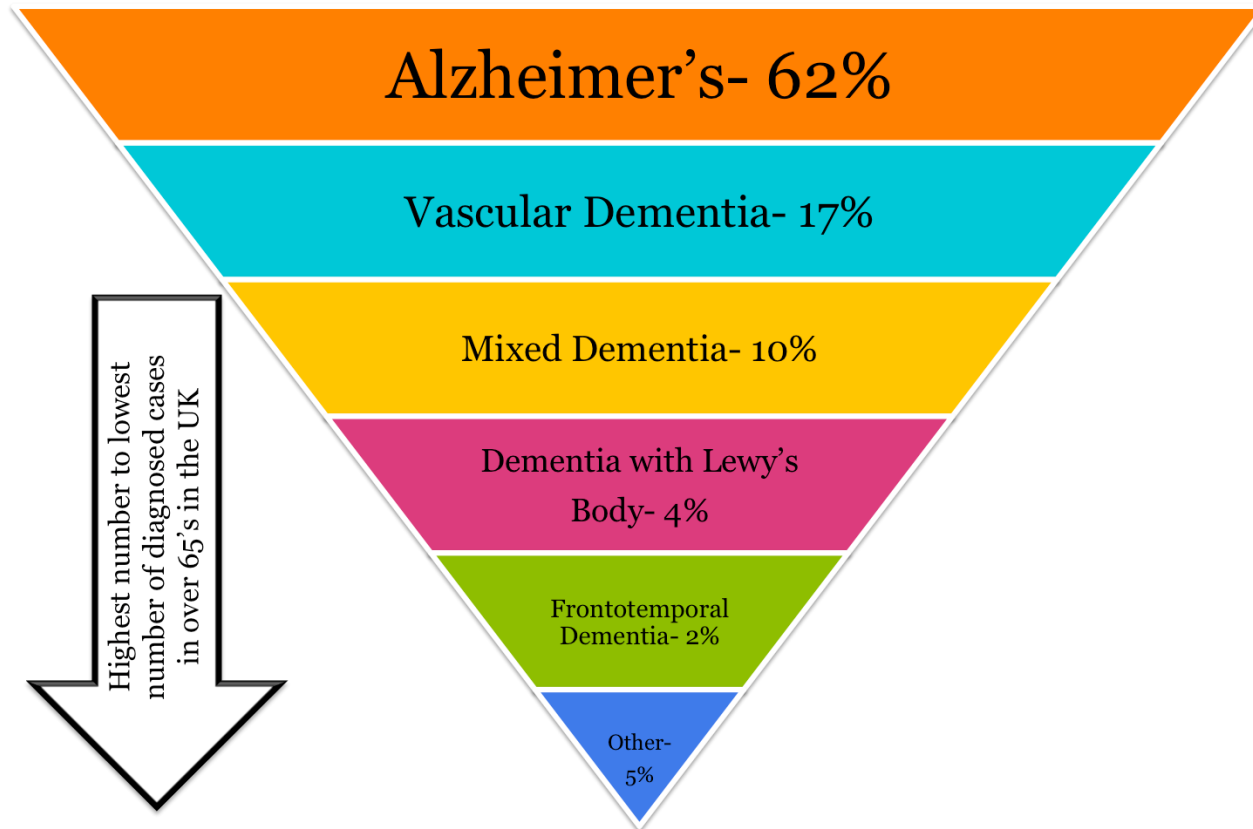 Alzheimer’s- 62%
Vascular Dementia- 17%
Mixed Dementia- 10%
Dementia with Lewy’s
Body- 4%
Frontotemporal
Dementia- 2%
Other-
5%
Highest number to lowest
number of diagnosed cases
in over 65’s in the UK